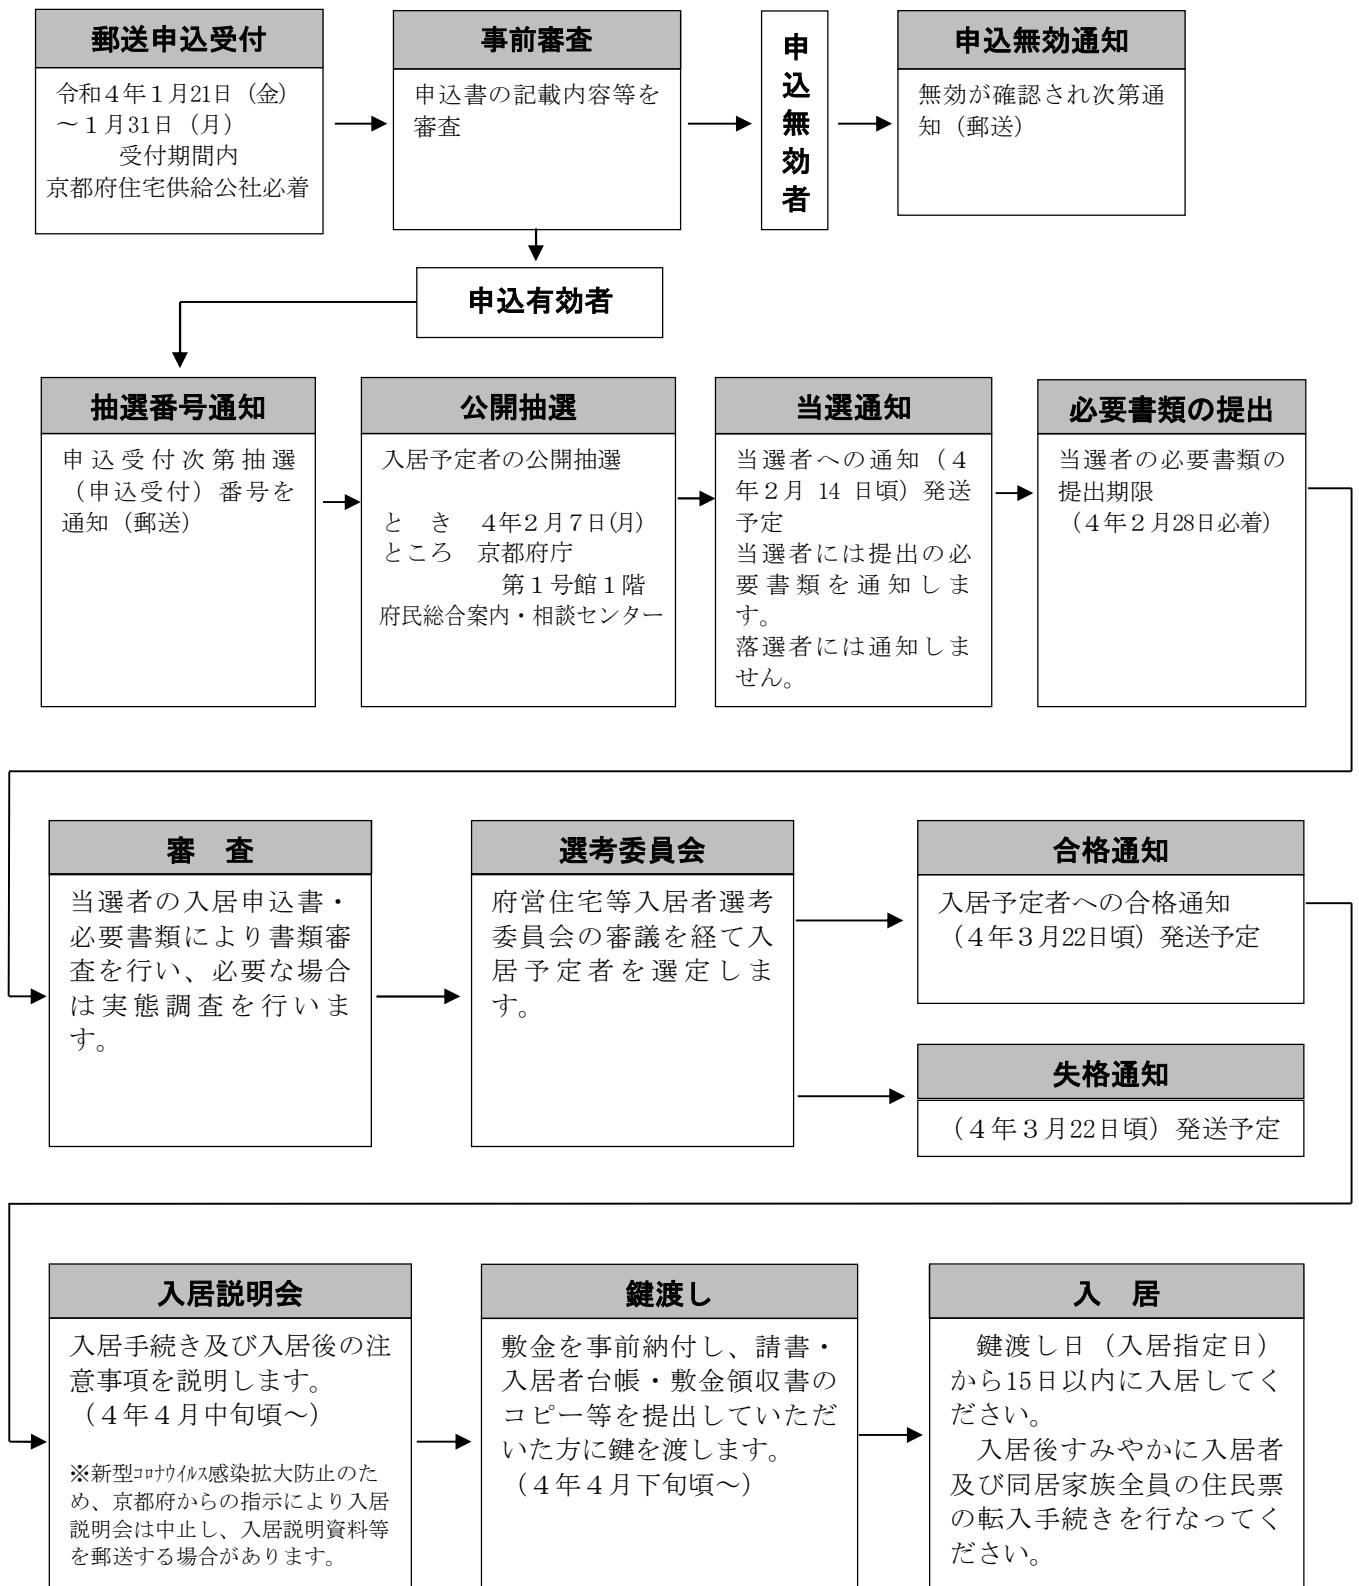 郵送申込受付
令和４年１月21日（金）
～１月31日（月）
受付期間内
京都府住宅供給公社必着
事前審査
申込書の記載内容等を
審査
申込無効者
申込無効通知
無効が確認され次第通
知（郵送）
申込有効者
抽選番号通知
申込受付次第抽選
（申込受付）番号を
通知（郵送）
公開抽選
入居予定者の公開抽選
と　き　４年２月７日(月)
ところ　京都府庁
第１号館１階
府民総合案内・相談センター
当選通知
当選者への通知（４
年２月 14 日頃）発送
予定
当選者には提出の必
要書類を通知しま
す。
落選者には通知しま
せん。
必要書類の提出
当選者の必要書類の
提出期限
（４年２月28日必着）
審　査
当選者の入居申込書・
必要書類により書類審
査を行い、必要な場合
は実態調査を行いま
す。
選考委員会
府営住宅等入居者選考
委員会の審議を経て入
居予定者を選定しま
す。
合格通知
入居予定者への合格通知
（４年３月22日頃）発送予定
失格通知
（４年３月22日頃）発送予定
入居説明会
入居手続き及び入居後の注
意事項を説明します。
（４年４月中旬頃～）
※新型ｺﾛﾅｳｲﾙｽ感染拡大防止のた
め、京都府からの指示により入居
説明会は中止し、入居説明資料等
を郵送する場合があります。
鍵渡し
敷金を事前納付し、請書・
入居者台帳・敷金領収書の
コピー等を提出していただ
いた方に鍵を渡します。
（４年４月下旬頃～）
入　居
鍵渡し日（入居指定日）
から15日以内に入居してく
ださい。
入居後すみやかに入居者
及び同居家族全員の住民票
の転入手続きを行なってく
ださい。